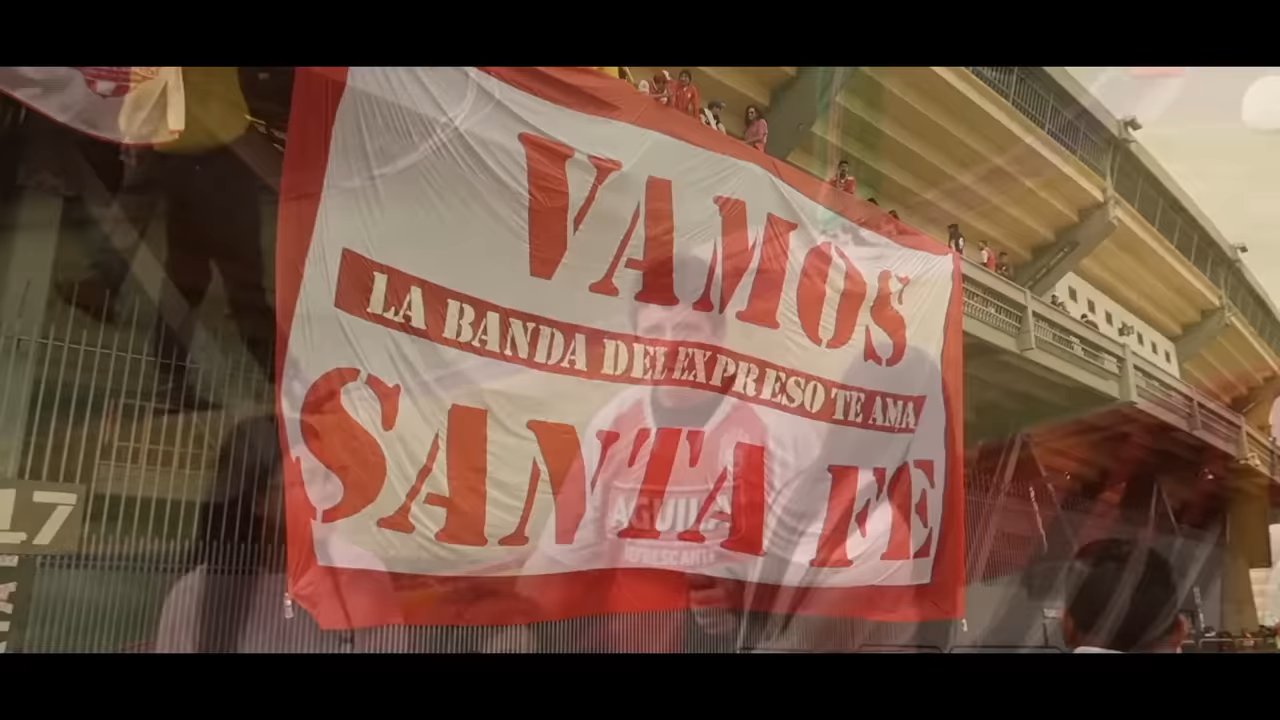 VAMOS
LA BANDA DEL EXPRESO TE AMA
SANTA FE
AGUILA
17